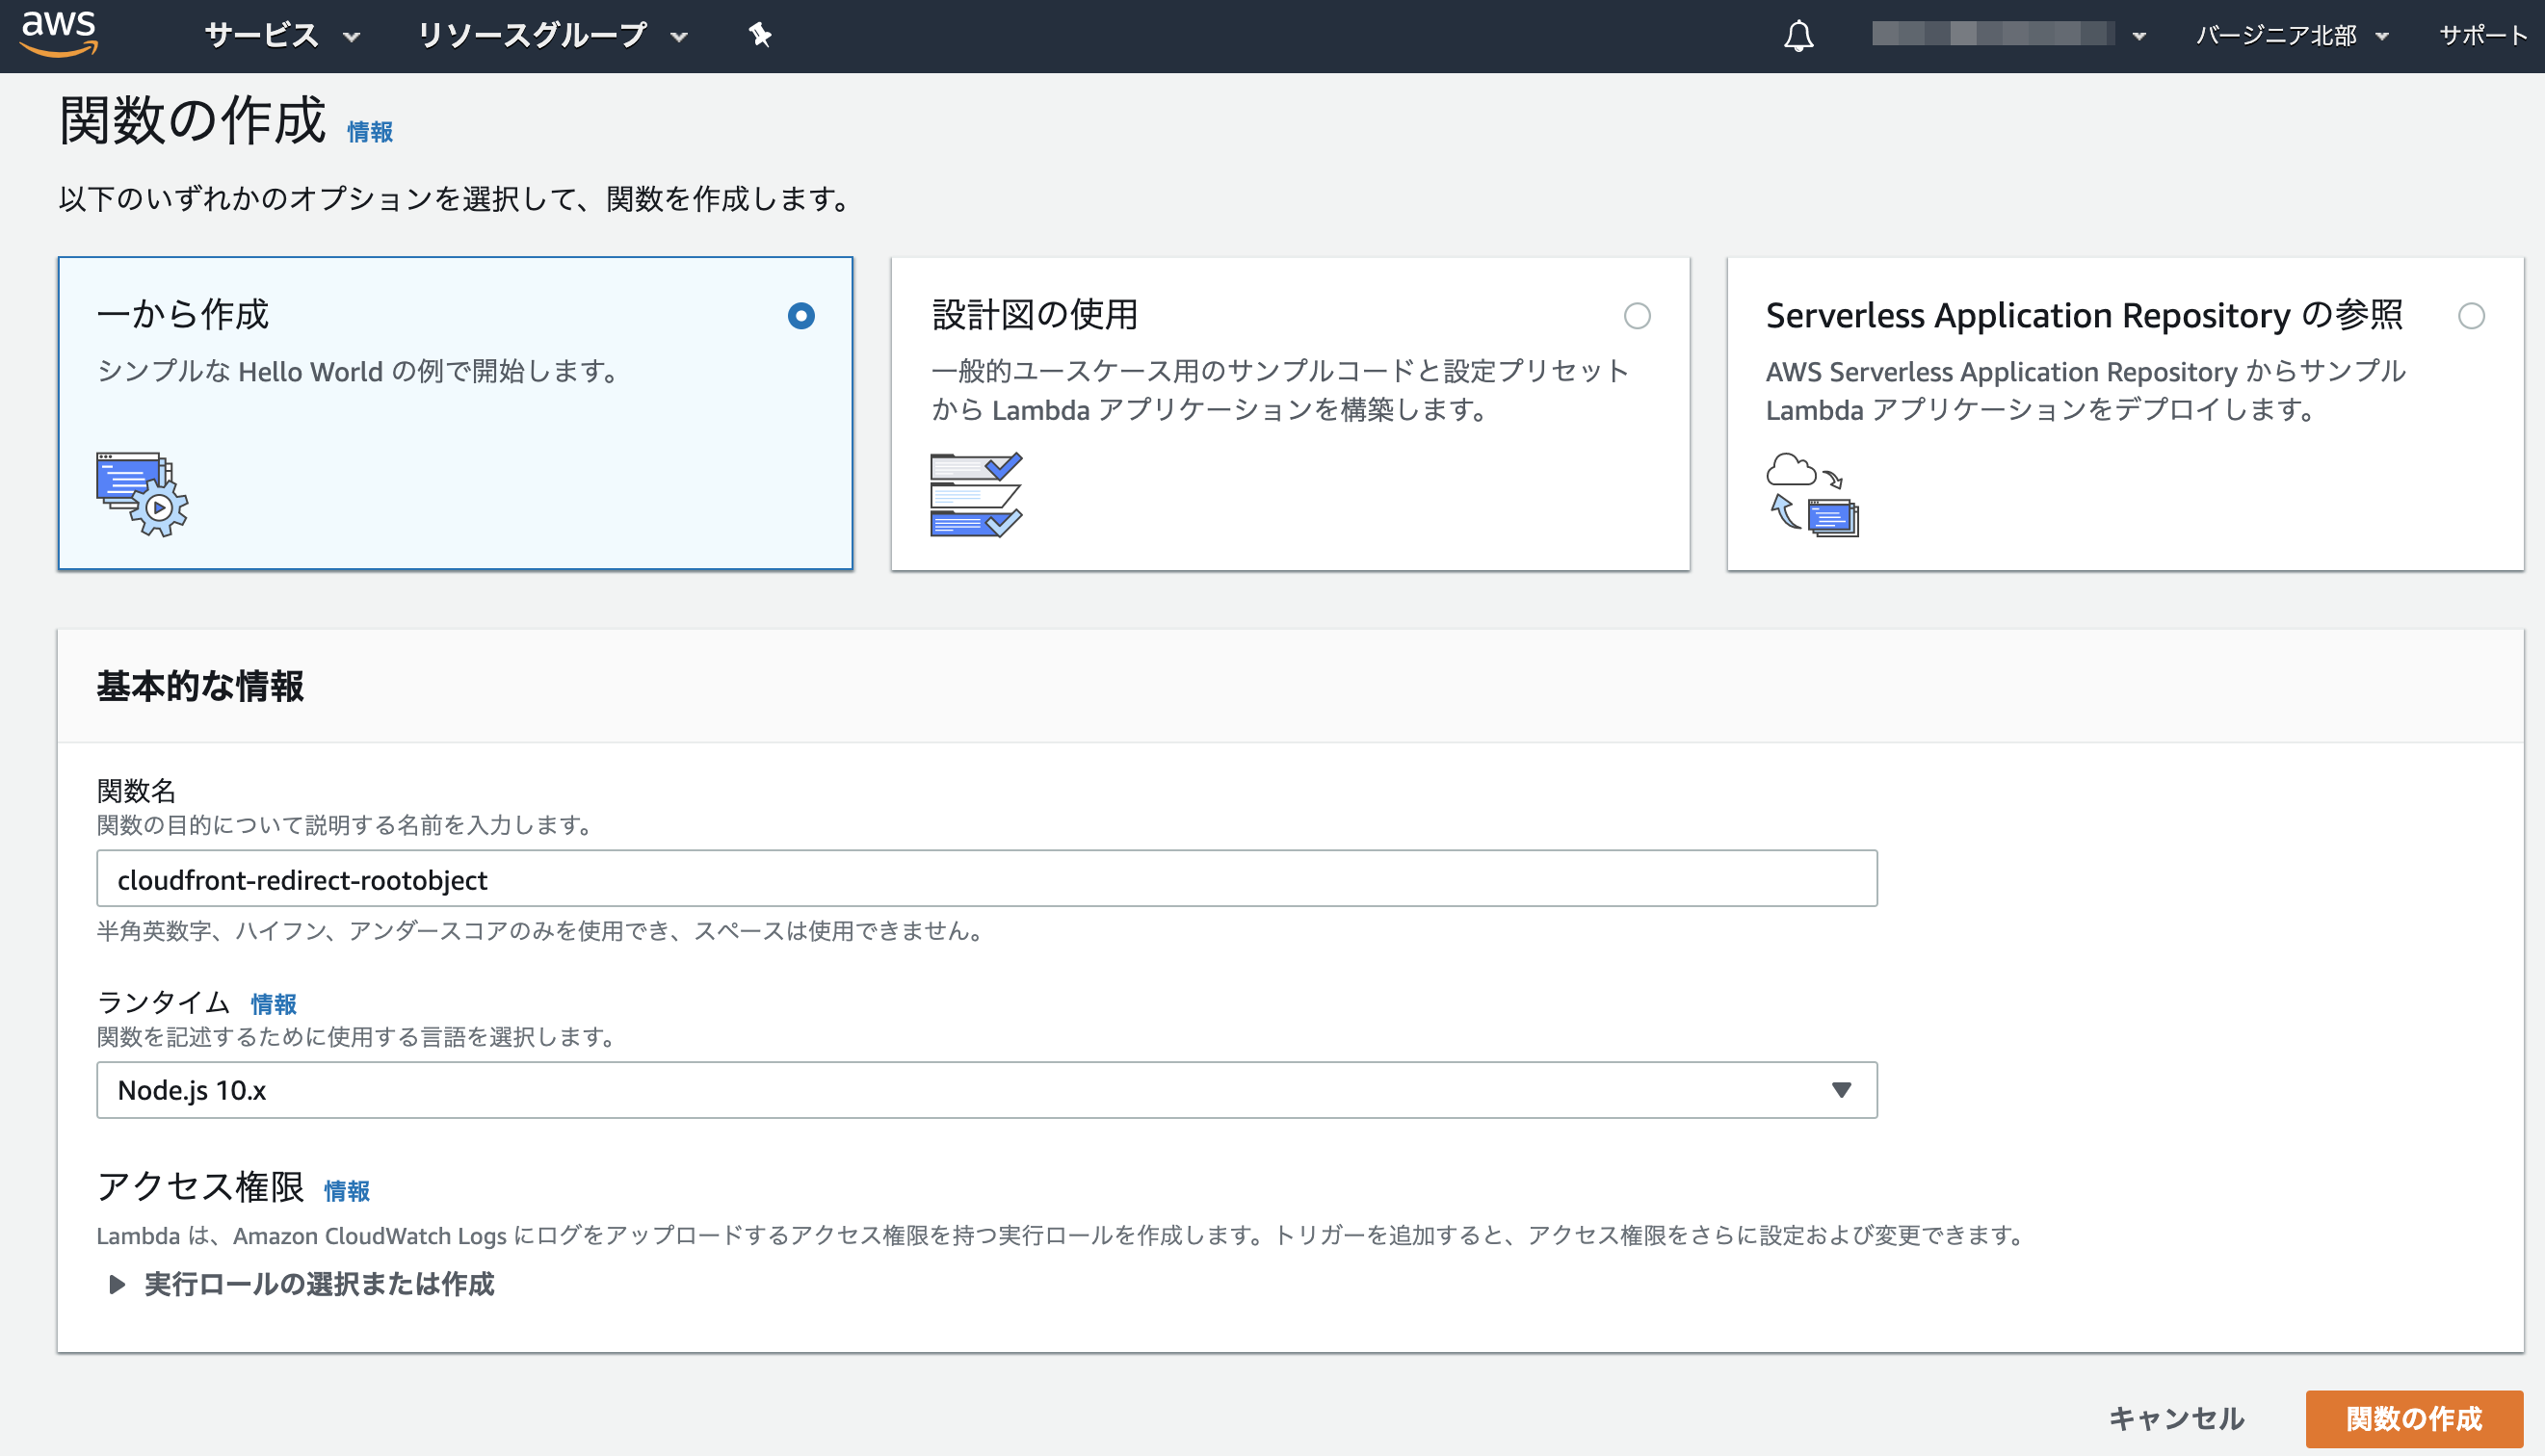 aws サービス リソースグループ バージニア北部 サポート
関数の作成 情報
以下のいずれかのオプションを選択して、関数を作成します。
一から作成
シンプルな Hello World の例で開始します。
設計図の使用
一般的ユースケース用のサンプルコードと設定プリセット
から Lambda アプリケーションを構築します。
Serverless Application Repository の参照
AWS Serverless Application Repository からサンプル
Lambda アプリケーションをデプロイします。
基本的な情報
関数名
関数の目的について説明する名前を入力します。
cloudfront-redirect-rootobject
半角英数字、ハイフン、アンダースコアのみを使用でき、スペースは使用できません。
ランタイム 情報
関数を記述するために使用する言語を選択します。
Node.js 10.x
アクセス権限 情報
Lambda は、Amazon CloudWatch Logs にログをアップロードするアクセス権限を持つ実行ロールを作成します。トリガーを追加すると、アクセス権限をさらに設定および変更できます。
実行ロールの選択または作成
キャンセル 関数の作成